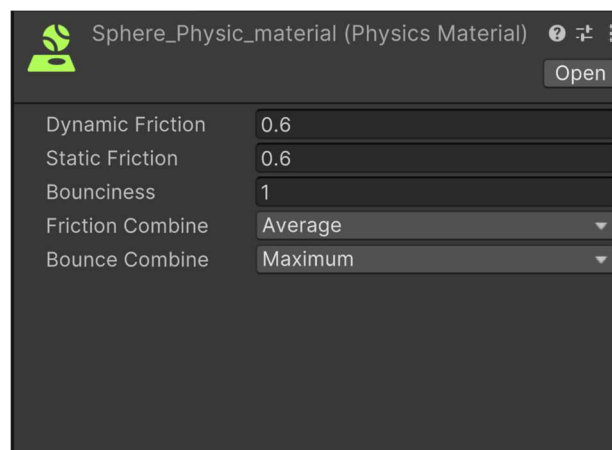 Sphere_Physic_material (Physics Material)
Open
Dynamic Friction 0.6
Static Friction 0.6
Bounciness 1
Friction Combine Average
Bounce Combine Maximum